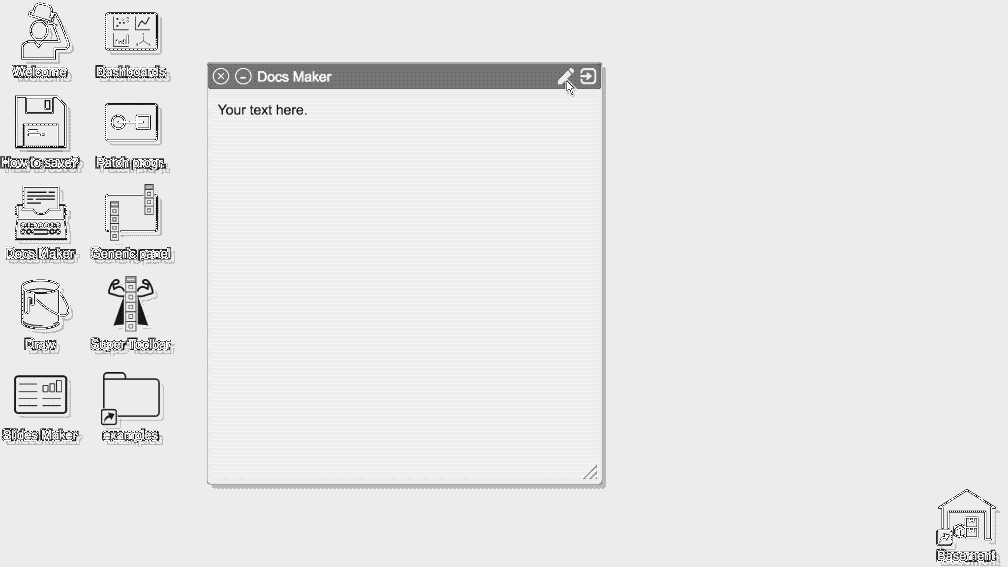 Welcome
Dashboards
How to save?
Patch progr.
Docs Maker
Generic panel
Draw
Super Toolbar
Slides Maker
examples
Docs Maker
Your text here.
Basement